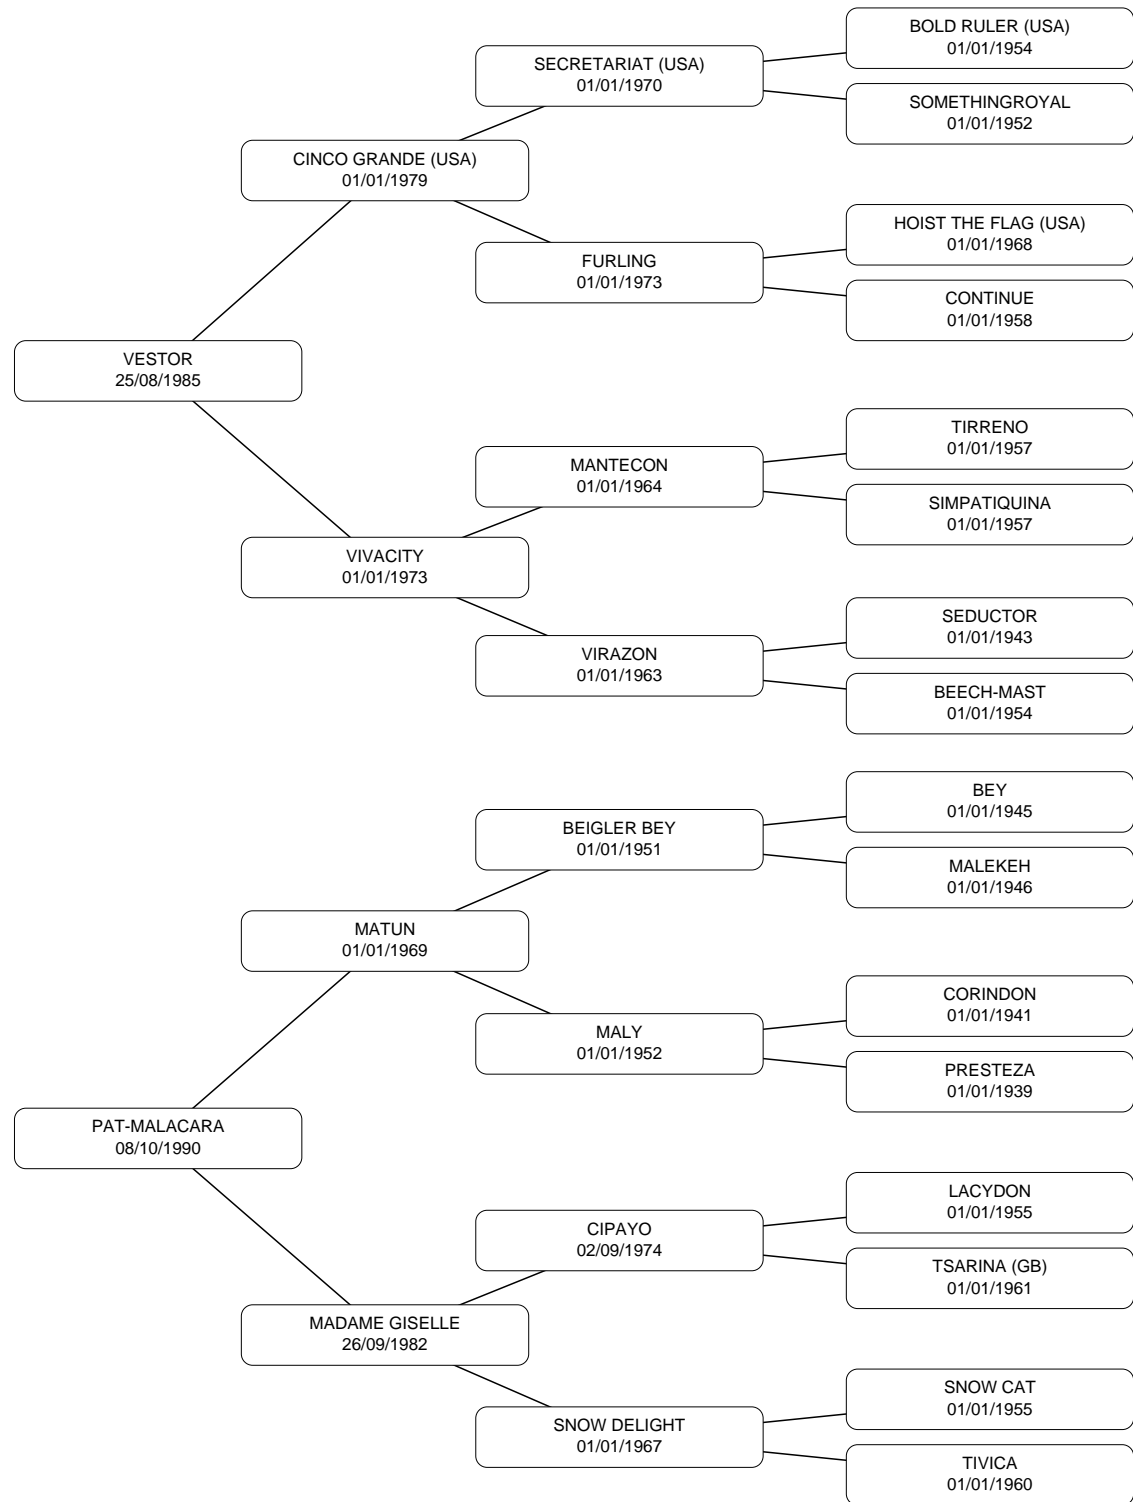 BOLD RULER (USA)
01/01/1954
SECRETARIAT (USA)
01/01/1970
SOMETHINGROYAL
01/01/1952
CINCO GRANDE (USA)
01/01/1979
HOIST THE FLAG (USA)
01/01/1968
FURLING
01/01/1973
CONTINUE
01/01/1958
VESTOR
25/08/1985
TIRRENO
01/01/1957
MANTECON
01/01/1964
SIMPATIQUINA
01/01/1957
VIVACITY
01/01/1973
SEDUCTOR
01/01/1943
VIRAZON
01/01/1963
BEECH-MAST
01/01/1954
BEY
01/01/1945
BEIGLER BEY
01/01/1951
MALEKEH
01/01/1946
MATUN
01/01/1969
CORINDON
01/01/1941
MALY
01/01/1952
PRESTEZA
01/01/1939
PAT-MALACARA
08/10/1990
LACYDON
01/01/1955
CIPAYO
02/09/1974
TSARINA (GB)
01/01/1961
MADAME GISELLE
26/09/1982
SNOW CAT
01/01/1955
SNOW DELIGHT
01/01/1967
TIVICA
01/01/1960